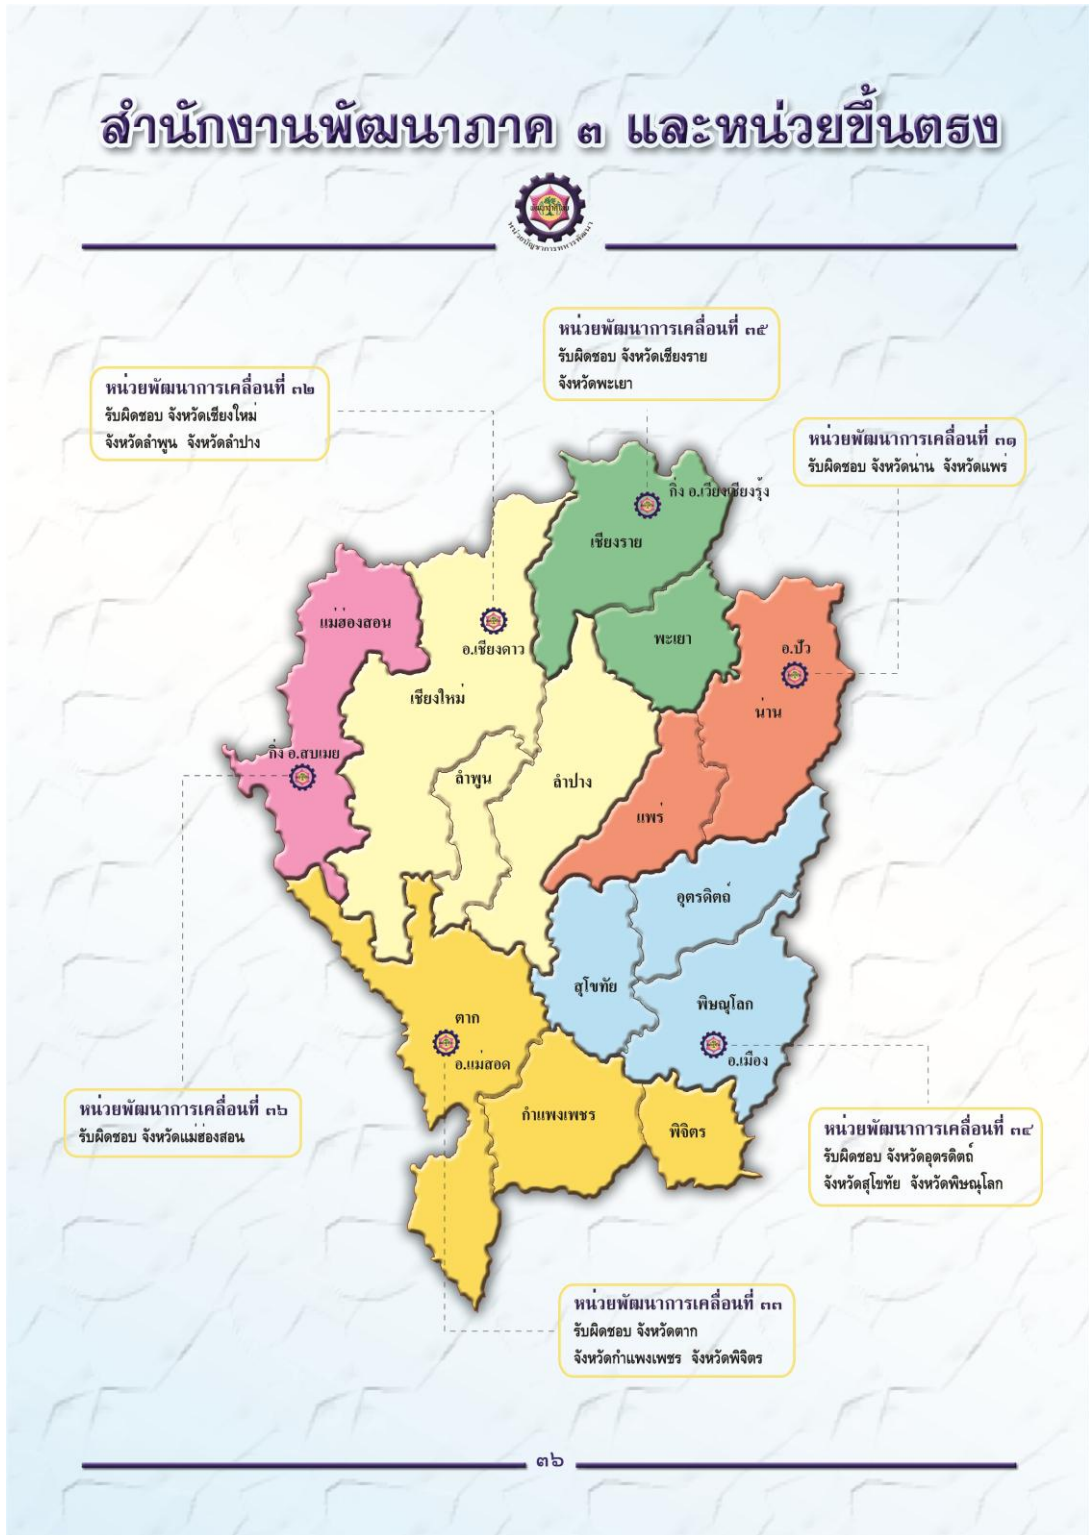 สำนักงานพัฒนาภาค ๓ และหน่วยขึ้นตรง
หน่วยบัญชาการทหารพัฒนา
หน่วยพัฒนาการเคลื่อนที่ ๓๕
รับผิดชอบ จังหวัดเชียงราย
จังหวัดพะเยา
หน่วยพัฒนาการเคลื่อนที่ ๓๒
รับผิดชอบ จังหวัดเชียงใหม่
จังหวัดลำพูน จังหวัดลำปาง
หน่วยพัฒนาการเคลื่อนที่ ๓๑
รับผิดชอบ จังหวัดน่าน จังหวัดแพร่
กิ่ง อ.เวียงเชียงรุ้ง
เชียงราย
แม่ฮ่องสอน
อ.เชียงดาว
พะเยา
อ.ปัว
เชียงใหม่
น่าน
กิ่ง อ.สบเมย
ลำพูน
ลำปาง
แพร่
อุตรดิตถ์
สุโขทัย
พิษณุโลก
ตาก
อ.เมือง
อ.แม่สอด
กำแพงเพชร
พิจิตร
หน่วยพัฒนาการเคลื่อนที่ ๓๖
รับผิดชอบ จังหวัดแม่ฮ่องสอน
หน่วยพัฒนาการเคลื่อนที่ ๓๔
รับผิดชอบ จังหวัดอุตรดิตถ์
จังหวัดสุโขทัย จังหวัดพิษณุโลก
หน่วยพัฒนาการเคลื่อนที่ ๓๓
รับผิดชอบ จังหวัดตาก
จังหวัดกำแพงเพชร จังหวัดพิจิตร
๓๖